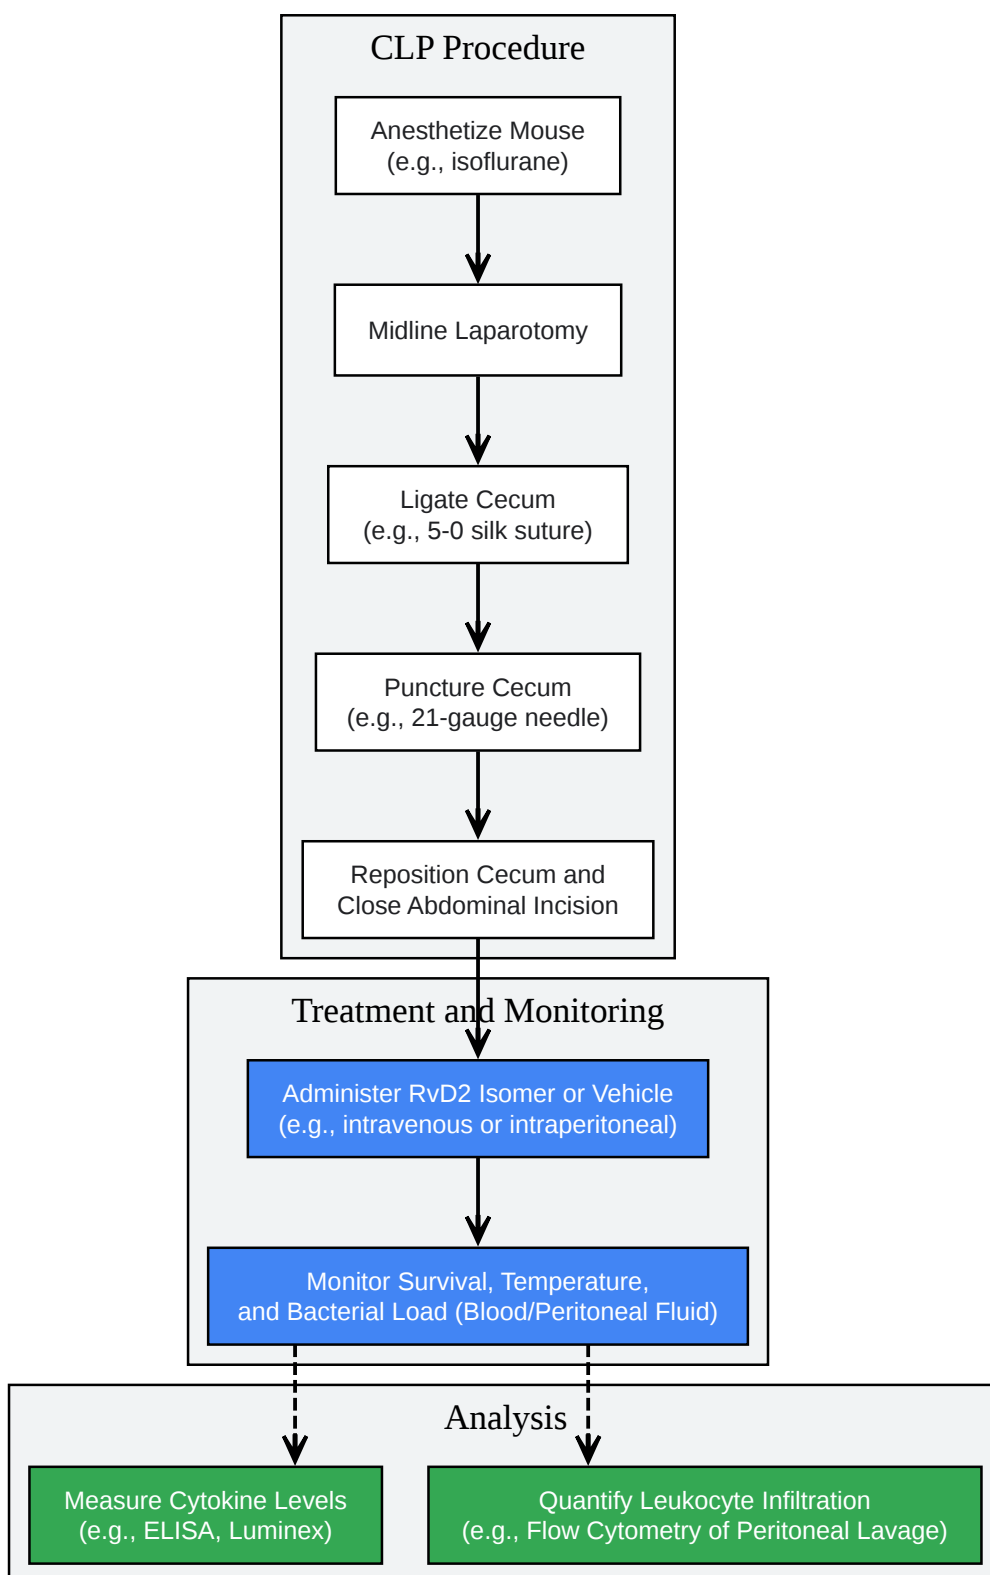 CLP Procedure
Anesthetize Mouse
(e.g., isoflurane)
Midline Laparotomy
Ligate Cecum
(e.g., 5-0 silk suture)
Puncture Cecum
(e.g., 21-gauge needle)
Reposition Cecum and
Close Abdominal Incision
Treatment and Monitoring
Administer RvD2 Isomer or Vehicle
(e.g., intravenous or intraperitoneal)
Monitor Survival, Temperature,
and Bacterial Load (Blood/Peritoneal Fluid)
Analysis
Measure Cytokine Levels
(e.g., ELISA, Luminex)
Quantify Leukocyte Infiltration
(e.g., Flow Cytometry of Peritoneal Lavage)